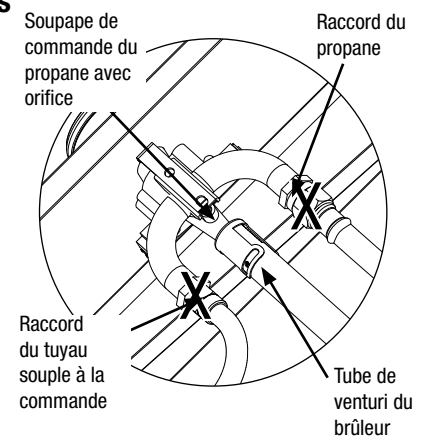 s
Soupape de
commande du
propane avec
orifice
Raccord du
propane
X
X
Raccord
du tuyau
souple à la
commande
Tube de
venturi du
brûleur